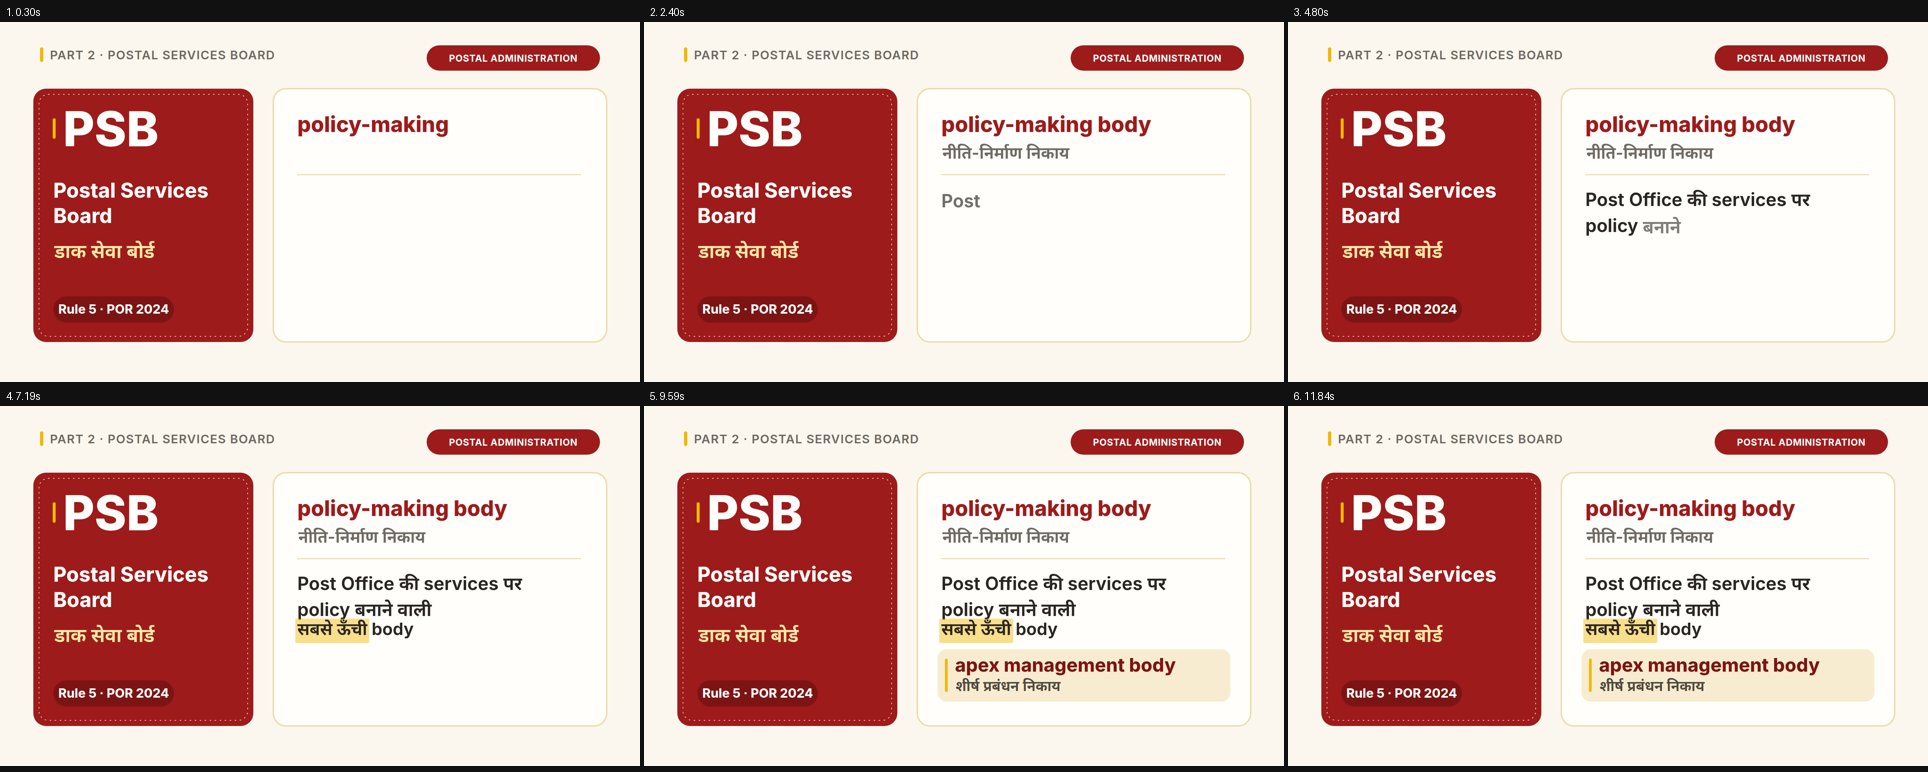 1. 0.30s
PART 2 · POSTAL SERVICES BOARD
POSTAL ADMINISTRATION
PSB
Postal Services
Board
डाक सेवा बोर्ड
Rule 5 · POR 2024
policy-making
2. 2.40s
PART 2 · POSTAL SERVICES BOARD
POSTAL ADMINISTRATION
PSB
Postal Services
Board
डाक सेवा बोर्ड
Rule 5 · POR 2024
policy-making body
नीति-निर्माण निकाय
Post
3. 4.80s
PART 2 · POSTAL SERVICES BOARD
POSTAL ADMINISTRATION
PSB
Postal Services
Board
डाक सेवा बोर्ड
Rule 5 · POR 2024
policy-making body
नीति-निर्माण निकाय
Post Office की services पर
policy बनाने
4. 7.19s
PART 2 · POSTAL SERVICES BOARD
POSTAL ADMINISTRATION
PSB
Postal Services
Board
डाक सेवा बोर्ड
Rule 5 · POR 2024
policy-making body
नीति-निर्माण निकाय
Post Office की services पर
policy बनाने वाली
सबसे ऊँची body
5. 9.59s
PART 2 · POSTAL SERVICES BOARD
POSTAL ADMINISTRATION
PSB
Postal Services
Board
डाक सेवा बोर्ड
Rule 5 · POR 2024
policy-making body
नीति-निर्माण निकाय
Post Office की services पर
policy बनाने वाली
सबसे ऊँची body
apex management body
शीर्ष प्रबंधन निकाय
6. 11.84s
PART 2 · POSTAL SERVICES BOARD
POSTAL ADMINISTRATION
PSB
Postal Services
Board
डाक सेवा बोर्ड
Rule 5 · POR 2024
policy-making body
नीति-निर्माण निकाय
Post Office की services पर
policy बनाने वाली
सबसे ऊँची body
apex management body
शीर्ष प्रबंधन निकाय